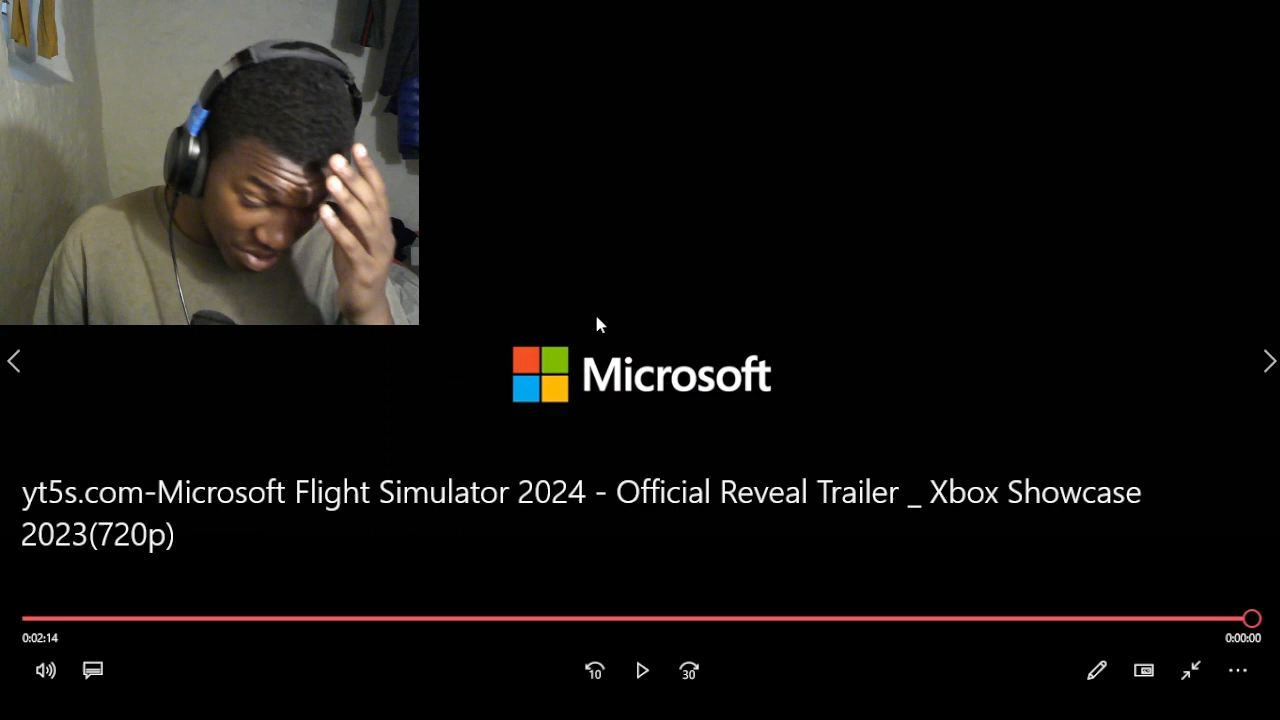 Microsoft
yt5s.com-Microsoft Flight Simulator 2024 - Official Reveal Trailer _ Xbox Showcase
2023(720p)
0:02:14
0:00:00
10
30